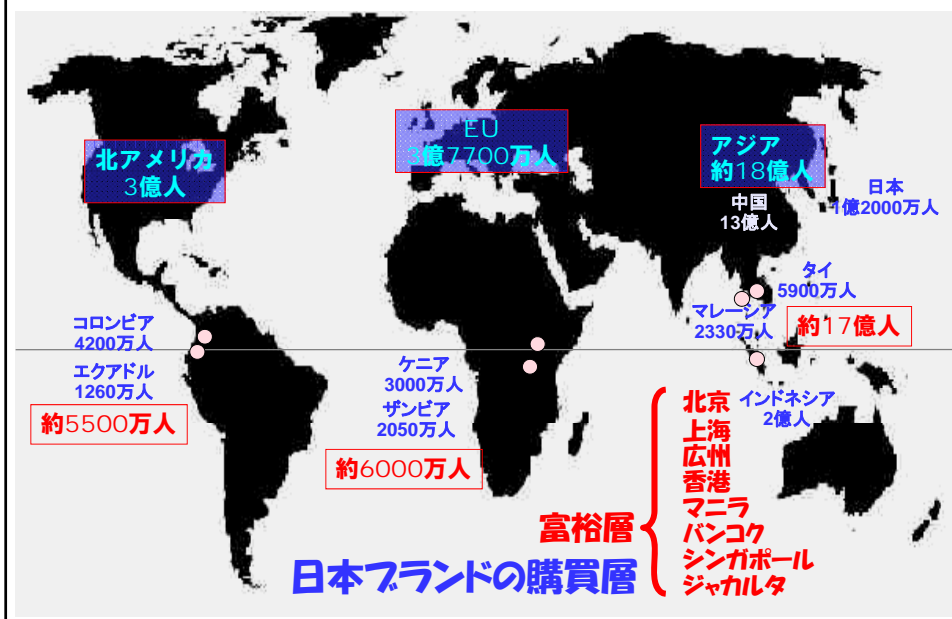 北アメリカ
3億人
EU
3億7700万人
アジア
約18億人
中国
13億人
日本
1億2000万人
タイ
5900万人
マレーシア
2330万人
約17億人
コロンビア
4200万人
エクアドル
1260万人
約5500万人
ケニア
3000万人
ザンビア
2050万人
約6000万人
インドネシア
2億人
富裕層
北京
上海
広州
香港
マニラ
バンコク
シンガポール
ジャカルタ
日本ブランドの購買層